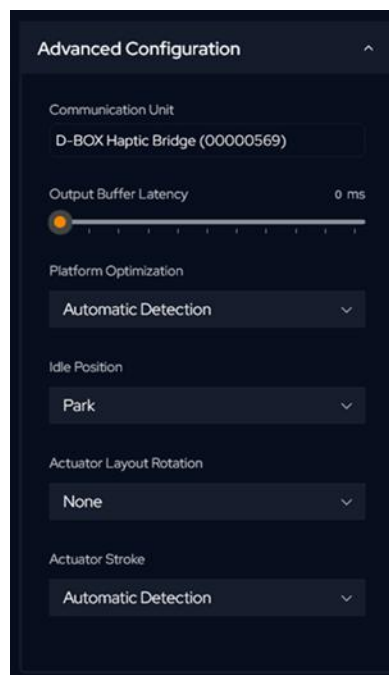 Advanced Configuration
Communication Unit
D-BOX Haptic Bridge (00000569)
Output Buffer Latency 0 ms
Platform Optimization
Automatic Detection
Idle Position
Park
Actuator Layout Rotation
None
Actuator Stroke
Automatic Detection